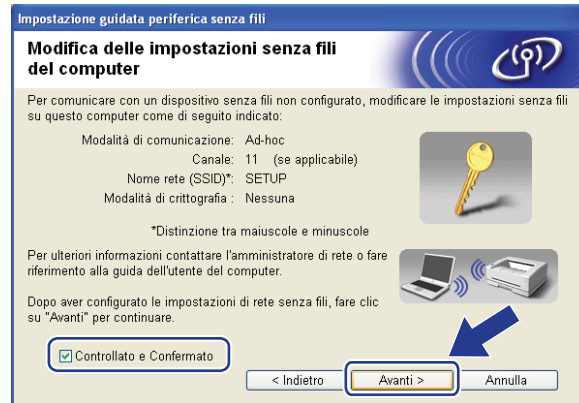 Impostazione guidata periferica senza fili
Modifica delle impostazioni senza fili
del computer
Per comunicare con un dispositivo senza fili non configurato, modificare le impostazioni senza fili
su questo computer come di seguito
indicato:
Modalità di comunicazione: Ad-hoc
Canale: 11 (se applicabile)
Nome rete (SSID)*: SETUP
Modalità di crittografia : Nessuna
*Distinzione tra maiuscole e minuscole
Per ulteriori informazioni contattare l'amministratore di rete o fare
riferimento alla guida dell'utente del computer.
Dopo aver configurato le impostazioni di rete senza fili, fare clic
su "Avanti" per continuare.
Controllato e Confermato
< Indietro Avanti > Annulla